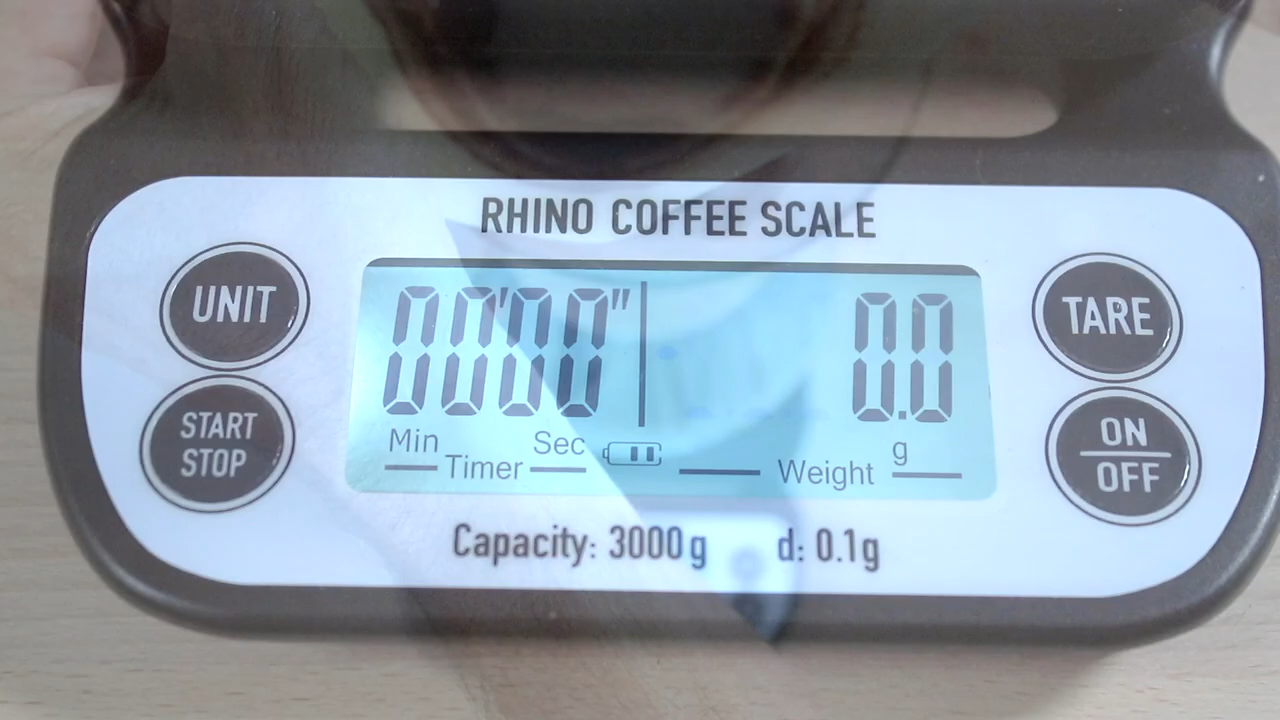 RHINO COFFEE SCALE
UNIT
TARE
00'00" 0.0
START
STOP
ON
OFF
Min Sec g
Timer Weight
Capacity: 3000g d: 0.1g